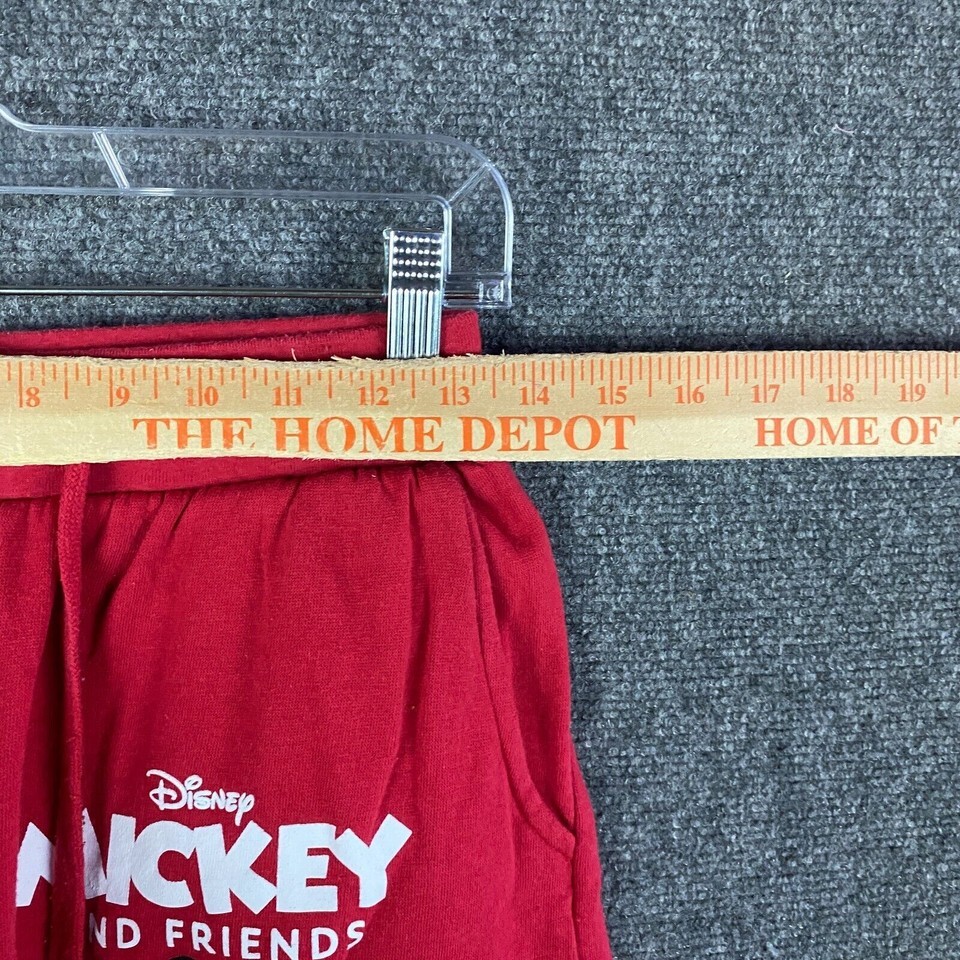 8 9 10 11 12 13 14 15 16 17 18 19
THE HOME DEPOT HOME OF
Disney
MICKEY
ND FRIENDS